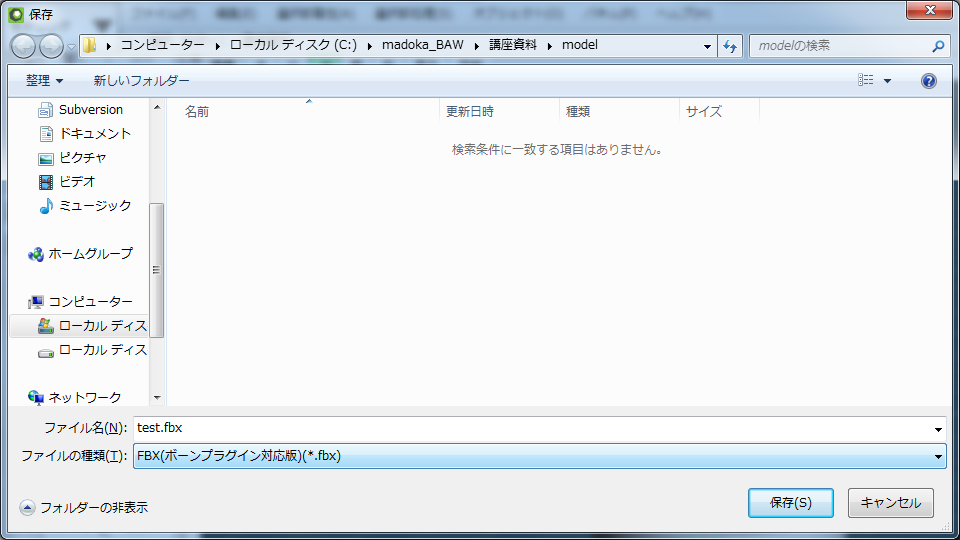 保存
コンピューター ローカル ディスク (C:) madoka_BAW 講座資料 model
modelの検索
整理 新しいフォルダー
名前 更新日時 種類 サイズ
検索条件に一致する項目はありません。
Subversion
ドキュメント
ピクチャ
ビデオ
ミュージック
ホームグループ
コンピューター
ローカル ディス
ローカル ディス
ネットワーク
ファイル名(N): test.fbx
ファイルの種類(T): FBX(ボーンプラグイン対応版)(*.fbx)
フォルダーの非表示 保存(S) キャンセル